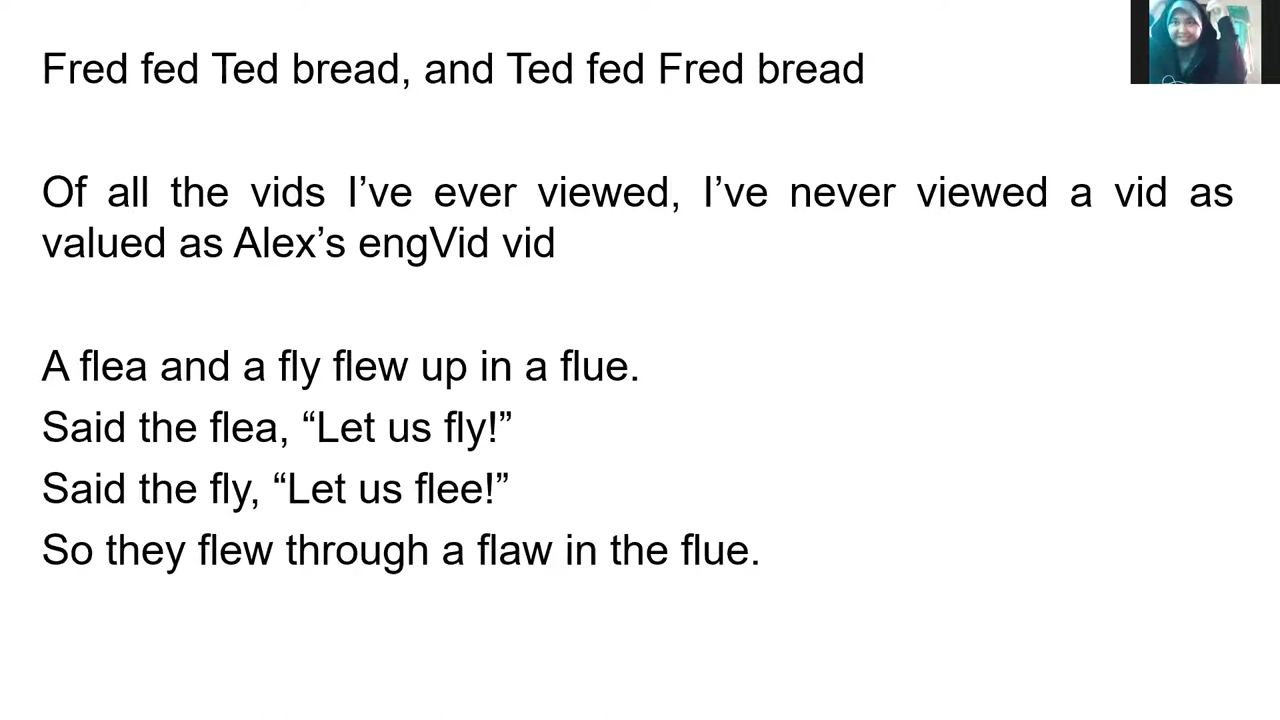 Fred fed Ted bread, and Ted fed Fred bread
Of all the vids I’ve ever viewed, I’ve never viewed a vid as
valued as Alex’s engVid vid
A flea and a fly flew up in a flue.
Said the flea, “Let us fly!”
Said the fly, “Let us flee!”
So they flew through a flaw in the flue.